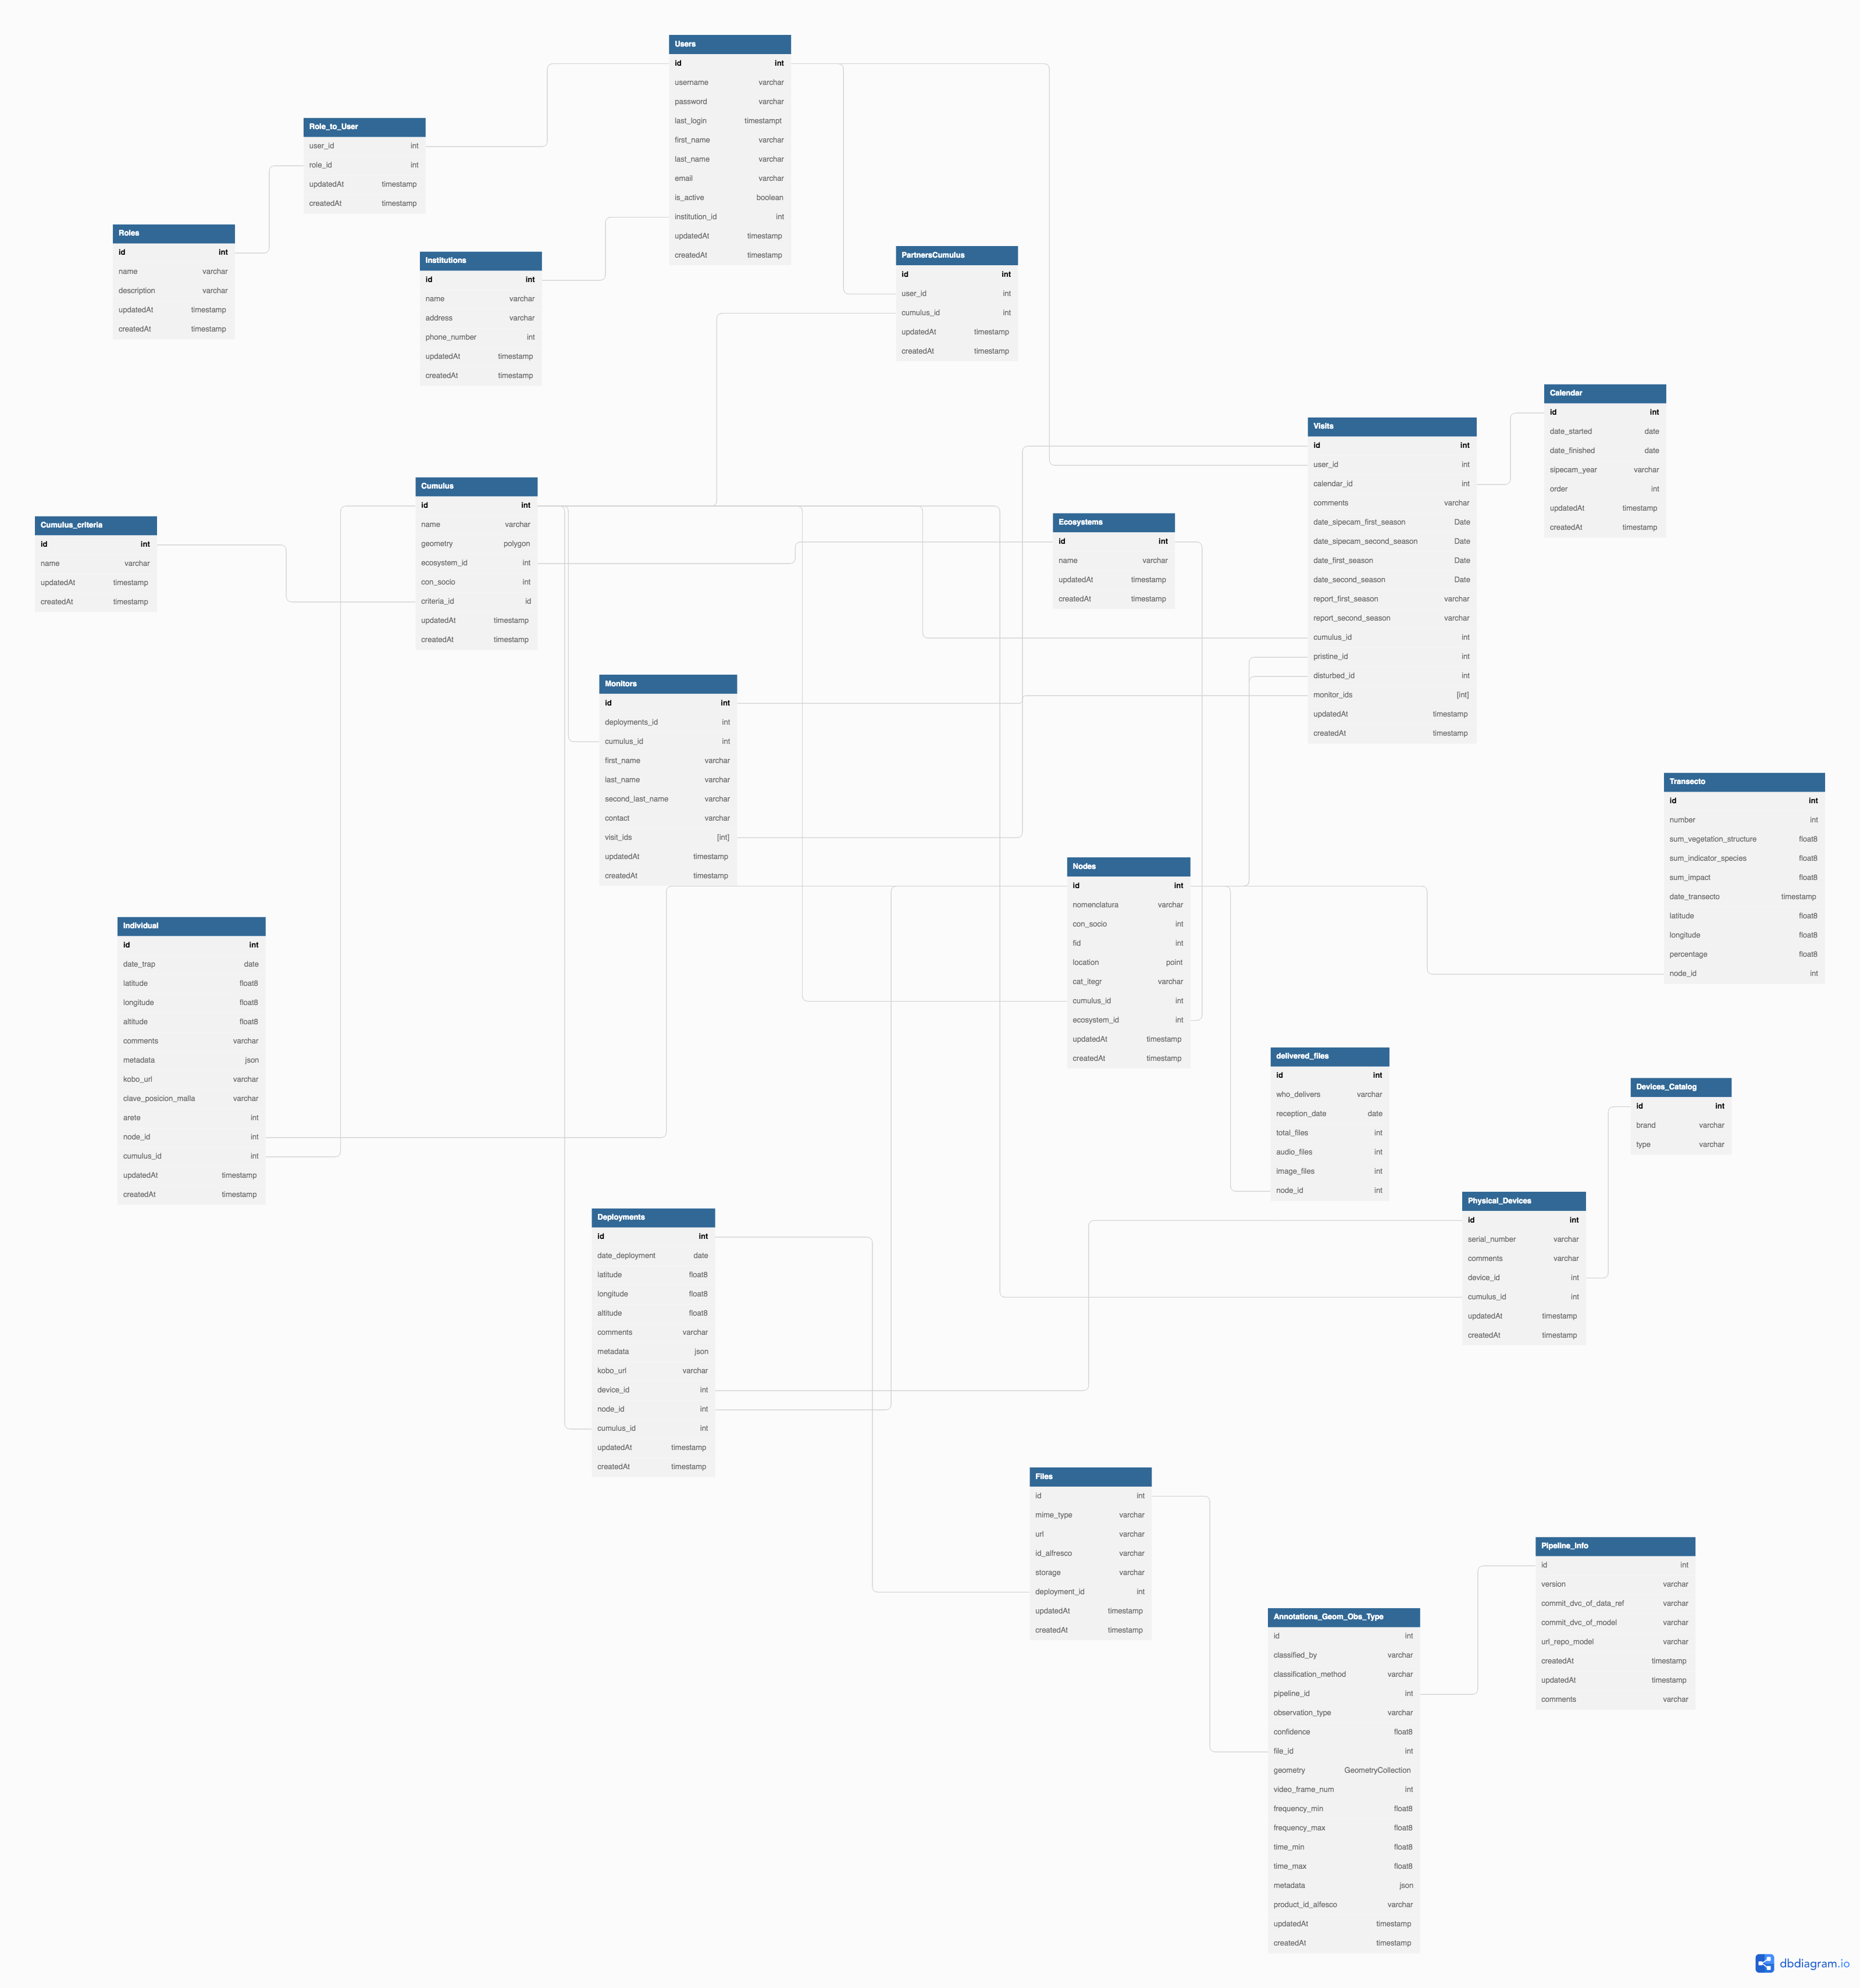 Users
id int
username varchar
password varchar
last_login timestampt
first_name varchar
last_name varchar
email varchar
is_active boolean
institution_id int
updatedAt timestamp
createdAt timestamp
Role_to_User
user_id int
role_id int
updatedAt timestamp
createdAt timestamp
Roles
id int
name varchar
description varchar
updatedAt timestamp
createdAt timestamp
Institutions
id int
name varchar
address varchar
phone_number int
updatedAt timestamp
createdAt timestamp
PartnersCumulus
id int
user_id int
cumulus_id int
updatedAt timestamp
createdAt timestamp
Calendar
id int
date_started date
date_finished date
sipecam_year varchar
order int
updatedAt timestamp
createdAt timestamp
Visits
id int
user_id int
calendar_id int
comments varchar
date_sipecam_first_season Date
date_sipecam_second_season Date
date_first_season Date
date_second_season Date
report_first_season varchar
report_second_season varchar
cumulus_id int
pristine_id int
disturbed_id int
monitor_ids [int]
updatedAt timestamp
createdAt timestamp
Cumulus
id int
name varchar
geometry polygon
ecosystem_id int
con_socio int
criteria_id id
updatedAt timestamp
createdAt timestamp
Cumulus_criteria
id int
name varchar
updatedAt timestamp
createdAt timestamp
Ecosystems
id int
name varchar
updatedAt timestamp
createdAt timestamp
Monitors
id int
deployments_id int
cumulus_id int
first_name varchar
last_name varchar
second_last_name varchar
contact varchar
visit_ids [int]
updatedAt timestamp
createdAt timestamp
Transecto
id int
number int
sum_vegetation_structure float8
sum_indicator_species float8
sum_impact float8
date_transecto timestamp
latitude float8
longitude float8
percentage float8
node_id int
Nodes
id int
nomenclatura varchar
con_socio int
fid int
location point
cat_itegr varchar
cumulus_id int
ecosystem_id int
updatedAt timestamp
createdAt timestamp
Individual
id int
date_trap date
latitude float8
longitude float8
altitude float8
comments varchar
metadata json
kobo_url varchar
clave_posicion_malla varchar
arete int
node_id int
cumulus_id int
updatedAt timestamp
createdAt timestamp
delivered_files
id int
who_delivers varchar
reception_date date
total_files int
audio_files int
image_files int
node_id int
Devices_Catalog
id int
brand varchar
type varchar
Physical_Devices
id int
serial_number varchar
comments varchar
device_id int
cumulus_id int
updatedAt timestamp
createdAt timestamp
Deployments
id int
date_deployment date
latitude float8
longitude float8
altitude float8
comments varchar
metadata json
kobo_url varchar
device_id int
node_id int
cumulus_id int
updatedAt timestamp
createdAt timestamp
Files
id int
mime_type varchar
url varchar
id_alfresco varchar
storage varchar
deployment_id int
updatedAt timestamp
createdAt timestamp
Pipeline_Info
id int
version varchar
commit_dvc_of_data_ref varchar
commit_dvc_of_model varchar
url_repo_model varchar
createdAt timestamp
updatedAt timestamp
comments varchar
Annotations_Geom_Obs_Type
id int
classified_by varchar
classification_method varchar
pipeline_id int
observation_type varchar
confidence float8
file_id int
geometry GeometryCollection
video_frame_num int
frequency_min float8
frequency_max float8
time_min float8
time_max float8
metadata json
product_id_alfesco varchar
updatedAt timestamp
createdAt timestamp
dbdiagram.io